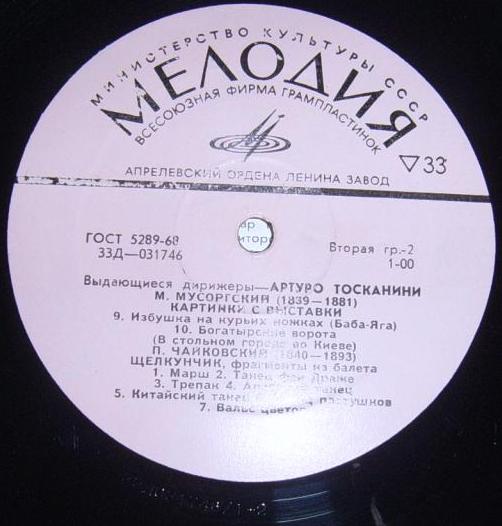 МИНИСТЕРСТВО КУЛЬТУРЫ СССР
МЕЛОДИЯ
ВСЕСОЮЗНАЯ ФИРМА ГРАМПЛАСТИНОК
АПРЕЛЕВСКИЙ ОРДЕНА ЛЕНИНА ЗАВОД
▽33
ГОСТ 5289-68
33Д—031746
Вторая гр.-2
1-00
Выдающиеся дирижеры—АРТУРО ТОСКАНИНИ
М. МУСОРГСКИЙ (1839—1881)
КАРТИНКИ С ВЫСТАВКИ
9. Избушка на курьих ножках (Баба-Яга)
10. Богатырские ворота
(В стольном городе во Киеве)
П. ЧАЙКОВСКИЙ (1840—1893)
ЩЕЛКУНЧИК, фрагменты из балета
1. Марш 2. Танец феи Драже
3. Трепак 4. танец
5. Китайский танец пастушков
7. Вальс цветов